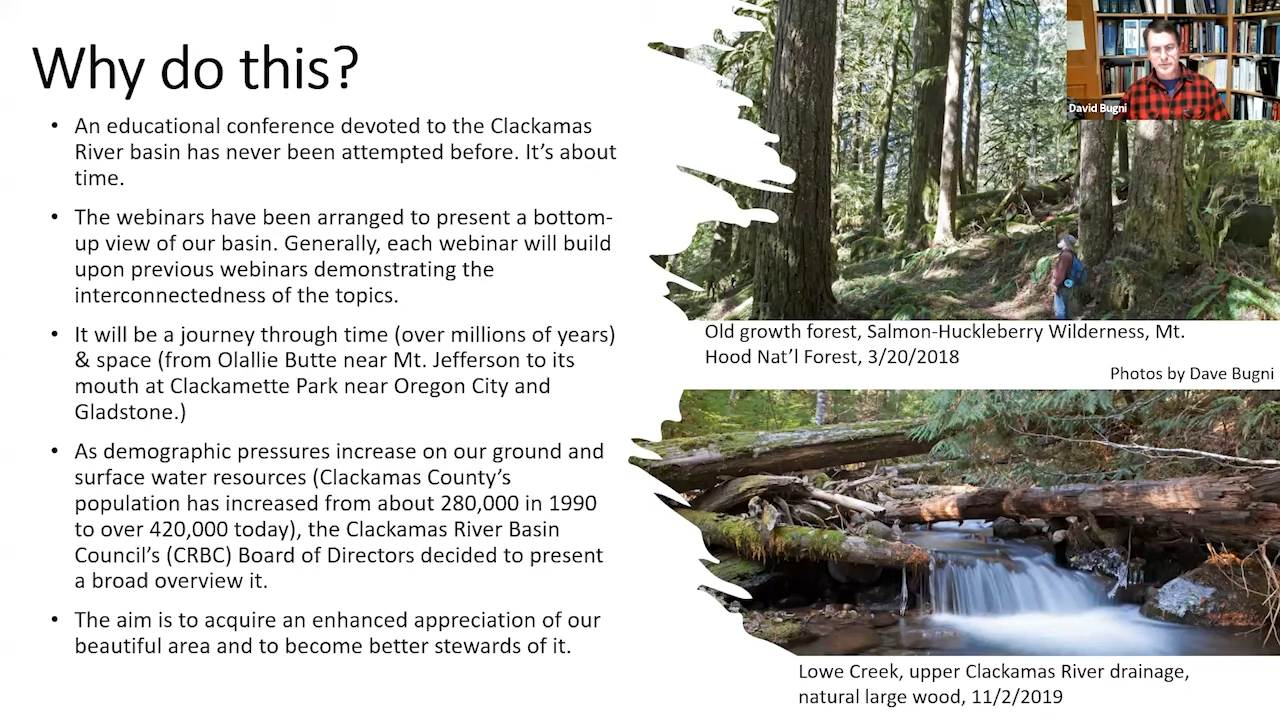 Why do this?
• An educational conference devoted to the Clackamas
River basin has never been attempted before. It's about
time.
• The webinars have been arranged to present a bottom-
up view of our basin. Generally, each webinar will build
upon previous webinars demonstrating the
interconnectedness of the topics.
• It will be a journey through time (over millions of years)
& space (from Olallie Butte near Mt. Jefferson to its
mouth at Clackamette Park near Oregon City and
Gladstone.)
• As demographic pressures increase on our ground and
surface water resources (Clackamas County's
population has increased from about 280,000 in 1990
to over 420,000 today), the Clackamas River Basin
Council's (CRBC) Board of Directors decided to present
a broad overview it.
• The aim is to acquire an enhanced appreciation of our
beautiful area and to become better stewards of it.
David Bugni
Old growth forest, Salmon-Huckleberry Wilderness, Mt.
Hood Nat'l Forest, 3/20/2018
Photos by Dave Bugni
Lowe Creek, upper Clackamas River drainage,
natural large wood, 11/2/2019